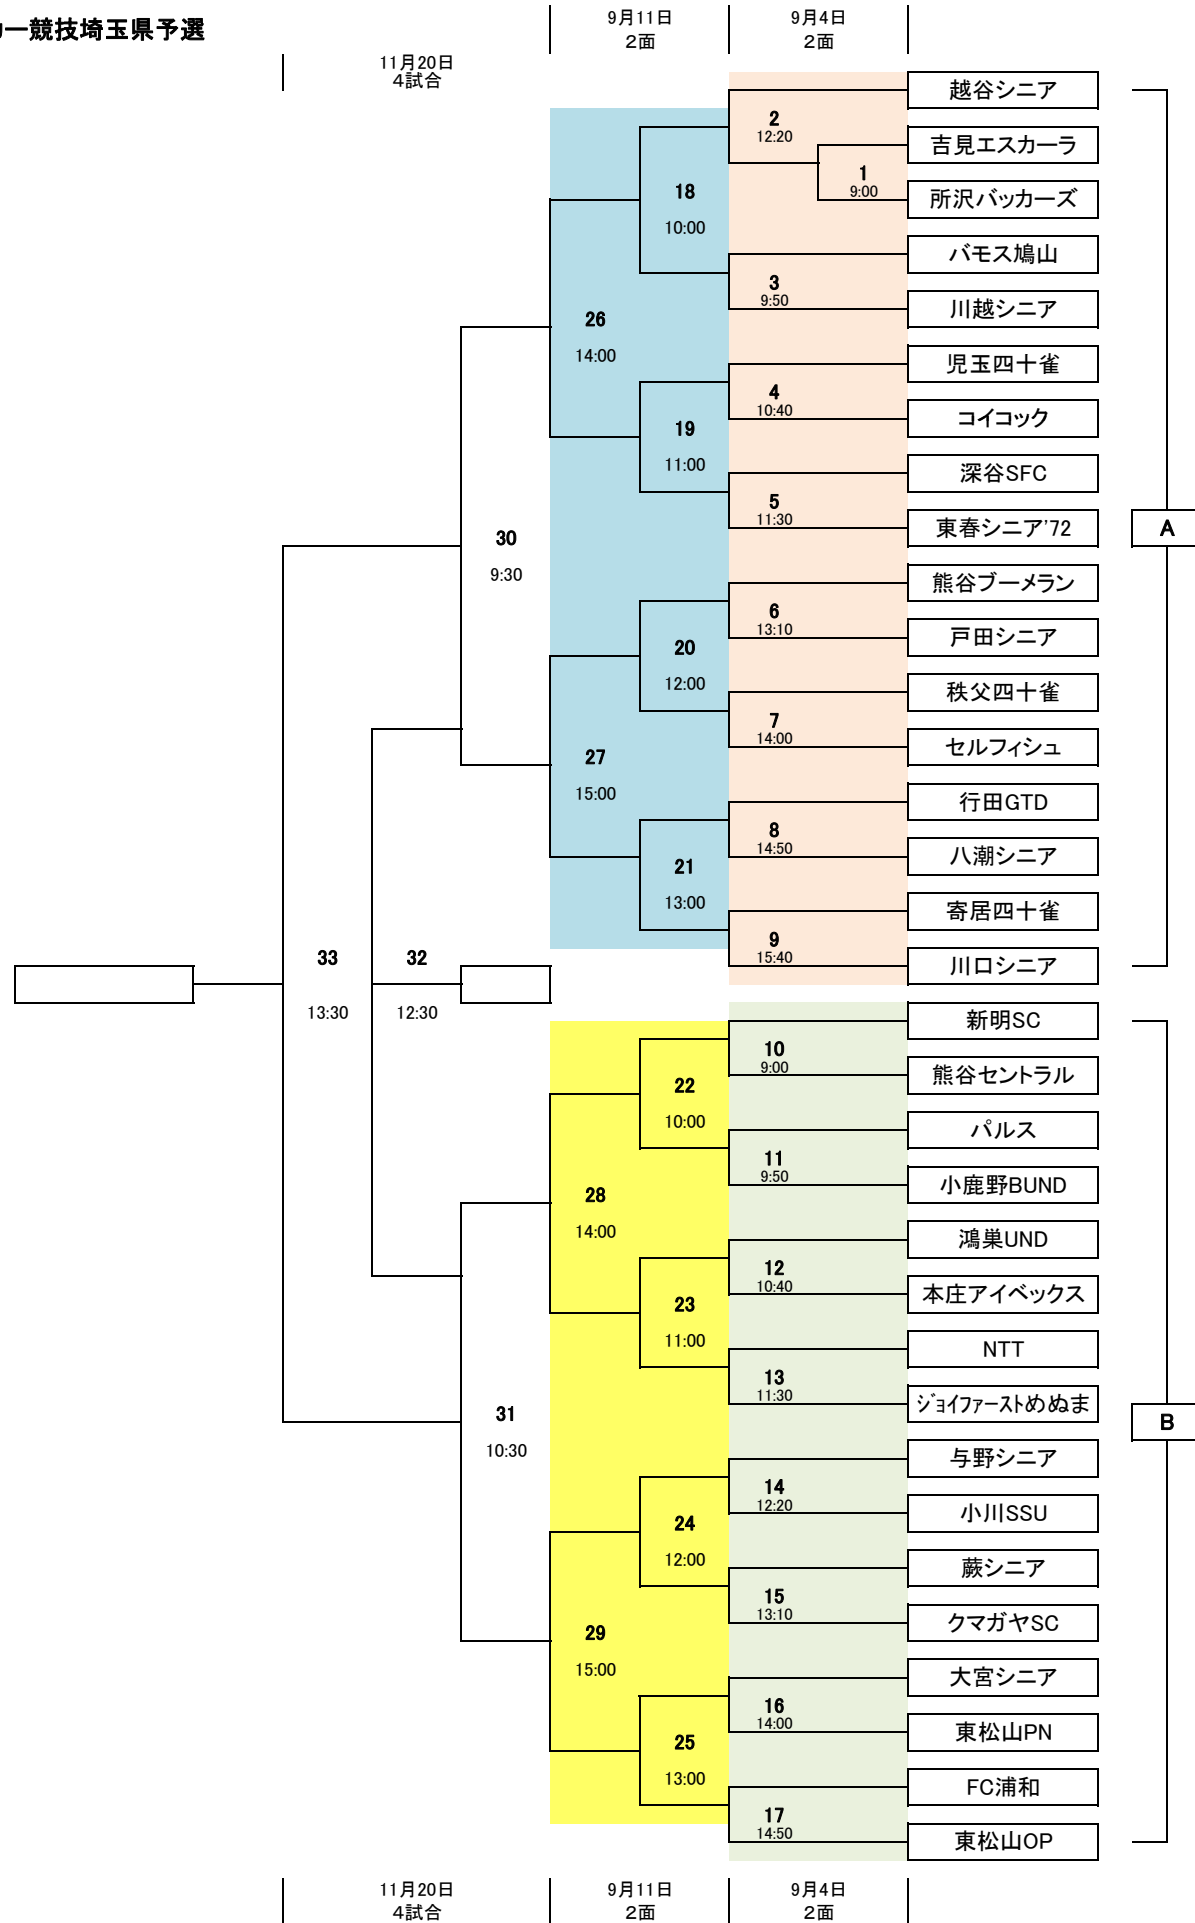 ー競技埼玉県予選
9月11日
2面
9月4日
2面
11月20日
4試合
越谷シニア
2
12:20
吉見エスカーラ
1
9:00
所沢バッカーズ
18
10:00
バモス鳩山
3
9:50
川越シニア
26
14:00
児玉四十雀
4
10:40
コイコック
19
11:00
深谷SFC
5
11:30
東春シニア'72
A
30
9:30
熊谷ブーメラン
6
13:10
戸田シニア
20
12:00
秩父四十雀
7
14:00
セルフィシュ
27
15:00
行田GTD
8
14:50
八潮シニア
21
13:00
寄居四十雀
9
15:40
川口シニア
33
13:30
32
12:30
新明SC
10
9:00
熊谷セントラル
22
10:00
パルス
11
9:50
小鹿野BUND
28
14:00
鴻巣UND
12
10:40
本庄アイベックス
23
11:00
NTT
13
11:30
ジョイファーストめぬま
B
31
10:30
与野シニア
14
12:20
小川SSU
24
12:00
蕨シニア
15
13:10
クマガヤSC
29
15:00
大宮シニア
16
14:00
東松山PN
25
13:00
FC浦和
17
14:50
東松山OP
11月20日
4試合
9月11日
2面
9月4日
2面